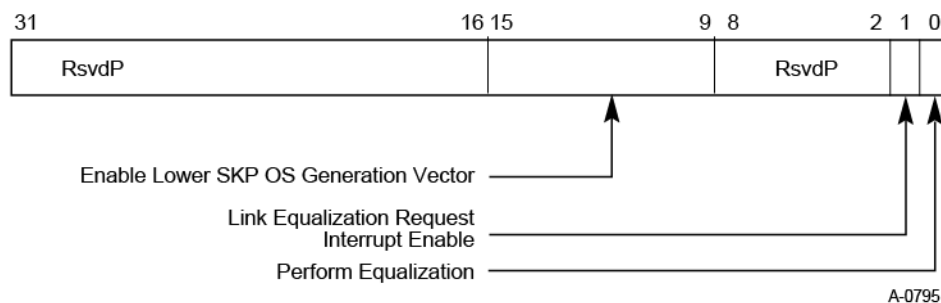 31 16 15 9 8 2 1 0
RsvdP RsvdP
Enable Lower SKP OS Generation Vector
Link Equalization Request
Interrupt Enable
Perform Equalization
A-0795